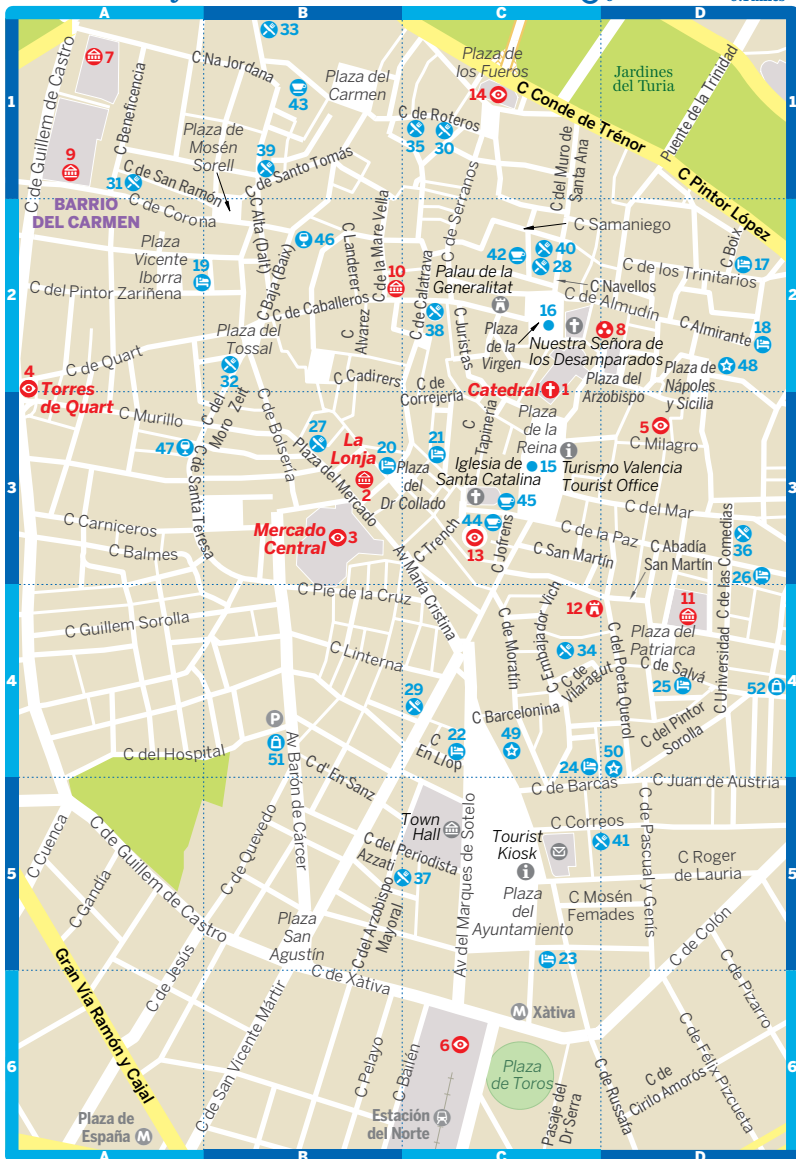 A
B
C
D
33
7
C Na Jordana
43
Plaza del
Carmen
Plaza de
los Fueros
14
C Conde de Trénor
Jardines
del Turia
Puente de la Trinidad
1
1
C de Guillem de Castro
C Beneficencia
Plaza de
Mosén
Sorell
39
C de Santo Tomás
C de Roteros
35
30
C de Serranos
C del Muro de
Santa Ana
C Pintor López
9
31
C de San Ramón
BARRIO
DEL CARMEN
C de Corona
C Alta (Dalt)
C Baja (Baix)
46
C Landerer
C de la Mare Vella
C Samaniego
42
40
28
C Boix
17
Plaza
Vicente
Iborra
19
C del Pintor Zariñena
10
Palau de la
Generalitat
C Navellos
C de los Trinitarios
2
2
C de Caballeros
C de Calatrava
38
C Juristas
16
Plaza
de la
Virgen
C de Almudín
8
C Almirante
18
Nuestra Señora de
los Desamparados
48
Plaza del
Tossal
C
Alvarez
C de Quart
32
C Cadirers
C de
Correjería
Catedral
1
Plaza del
Arzobispo
Plaza de
Nápoles
y Sicilia
4
Torres
de Quart
C Murillo
C del
Moro Zeit
C de Bolsería
27
La
Lonja
20
21
C
Tapinería
Plaza
de la
Reina
5
C Milagro
47
C de Santa Teresa
Plaza del Mercado
2
Plaza
del
Dr Collado
Iglesia de
Santa Catalina
15
Turismo Valencia
Tourist Office
3
3
45
C del Mar
C Carniceros
C Balmes
Mercado
Central
3
C Trench
44
13
C Jofrens
C de la Paz
C San Martín
C Abadía
San Martín
C de las Comedias
36
26
Av María Cristina
C Pie de la Cruz
C Guillem Sorolla
C Linterna
C de Moratín
C Embajador Vich
12
34
C de
Vilaragut
C del Poeta Querol
11
Plaza del
Patriarca
C de Salvá
25
C Universidad
52
4
4
29
P
C del Hospital
51
Av Barón de Cárcer
C
En Llop
22
C Barcelonina
49
C del Pintor
Sorolla
24
50
C d'En Sanz
C de Barcas
C Juan de Austria
C Cuenca
C de Guillem de Castro
C de Quevedo
Town
Hall
C del Periodista
Azzati
37
Av del Marques de Sotelo
Tourist
Kiosk
C Correos
41
C de Pascual y Genís
C Roger
de Lauria
5
5
C Gandía
C del Arzobispo
Mayoral
Plaza
San
Agustín
Plaza
del
Ayuntamiento
C Mosén
Femades
C de Colón
23
Gran Vía Ramón y Cajal
C de Jesús
C de Xàtiva
M Xàtiva
C de Pizarro
C de San Vicente Mártir
C Pelayo
C Bailén
6
Plaza
de Toros
Pasaje del
Dr Serra
C de Russafa
C de
Cirilo Amorós
C de Félix Pizcueta
6
6
Plaza de
España M
Estación
del Norte
A
B
C
D